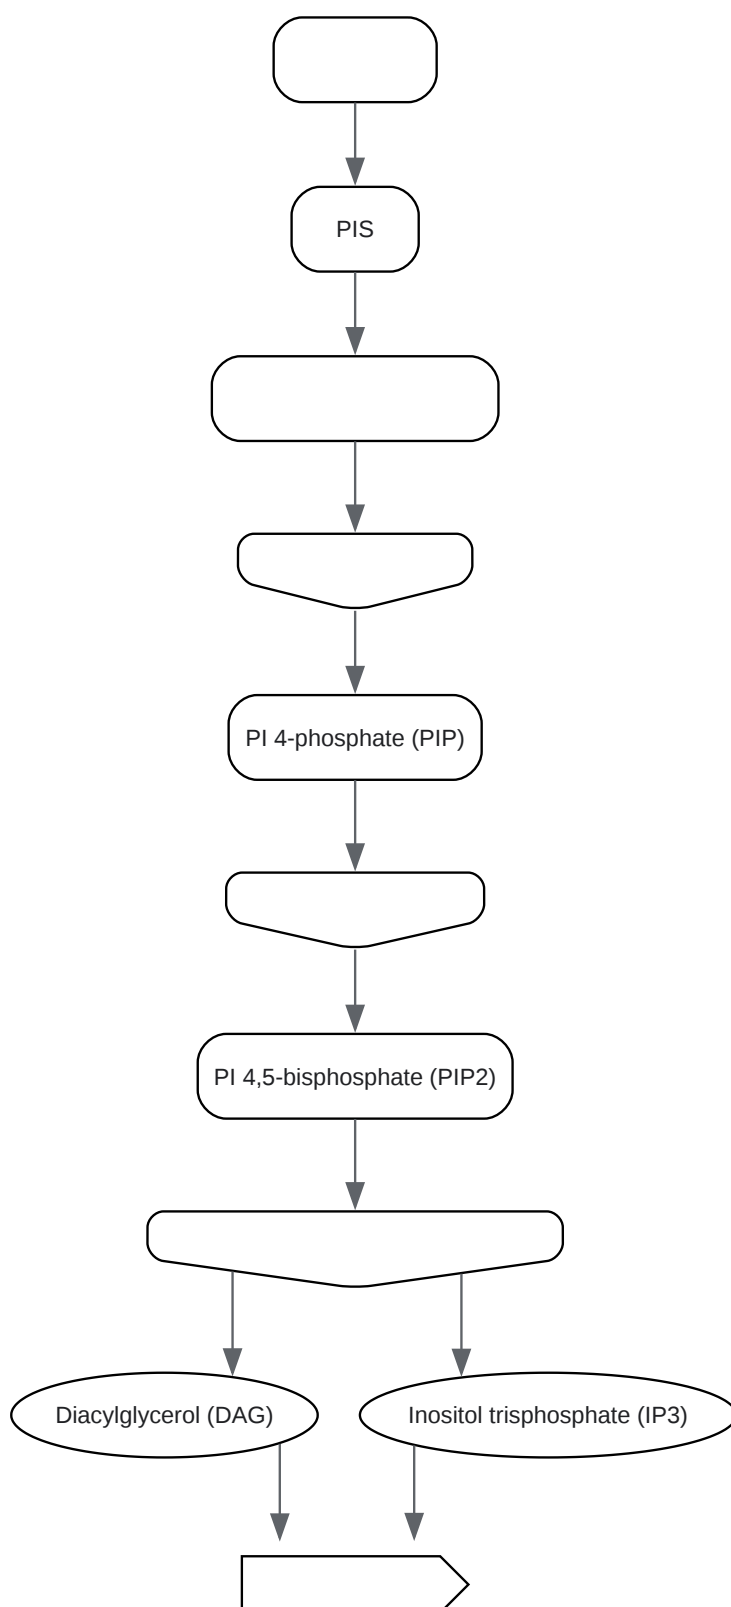 PIS
PI 4-phosphate (PIP)
PI 4,5-bisphosphate (PIP2)
Diacylglycerol (DAG)
Inositol trisphosphate (IP3)